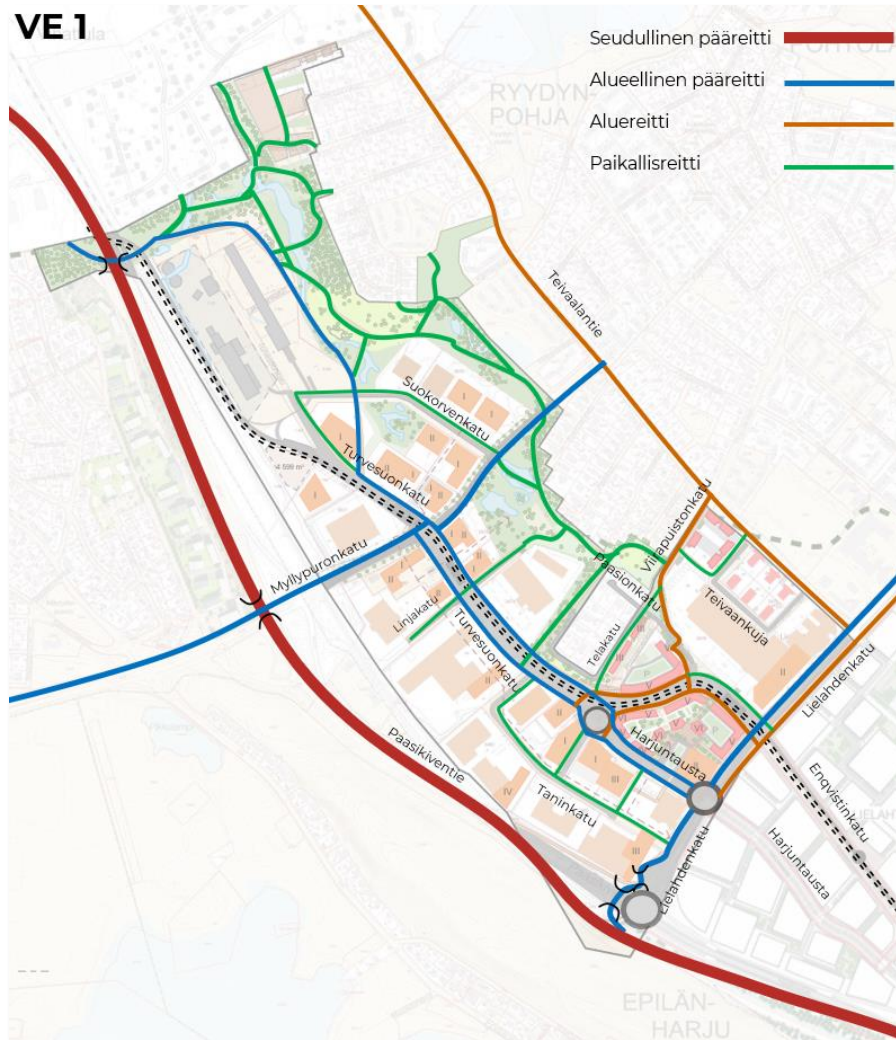 VE 1
Seudullinen pääreitti
Alueellinen pääreitti
Aluereitti
Paikallisreitti
RYYDYN-
POHJA
Teivaalantie
Suokorvenkatu
Turvesuonkatu
Myllypuronkatu
Linjakatu
Turvesuonkatu
Paasionkatu
Viitapuistonkatu
Telakatu
Teivaankuja
Lielahdenkatu
Harjuntausta
Taninkatu
Paasikiventie
Lielahdenkatu
Enqvistinkatu
Harjuntausta
EPILÄN-
HARJU